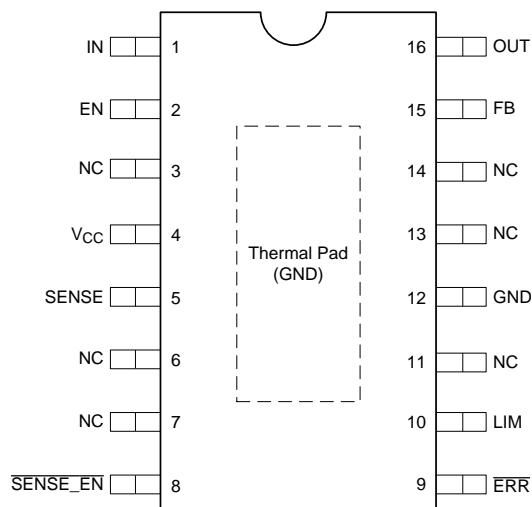 IN 1 16 OUT
EN 2 15 FB
NC 3 14 NC
VCC 4 13 NC
Thermal Pad
(GND)
SENSE 5 12 GND
NC 6 11 NC
NC 7 10 LIM
SENSE_EN 8 9 ERR